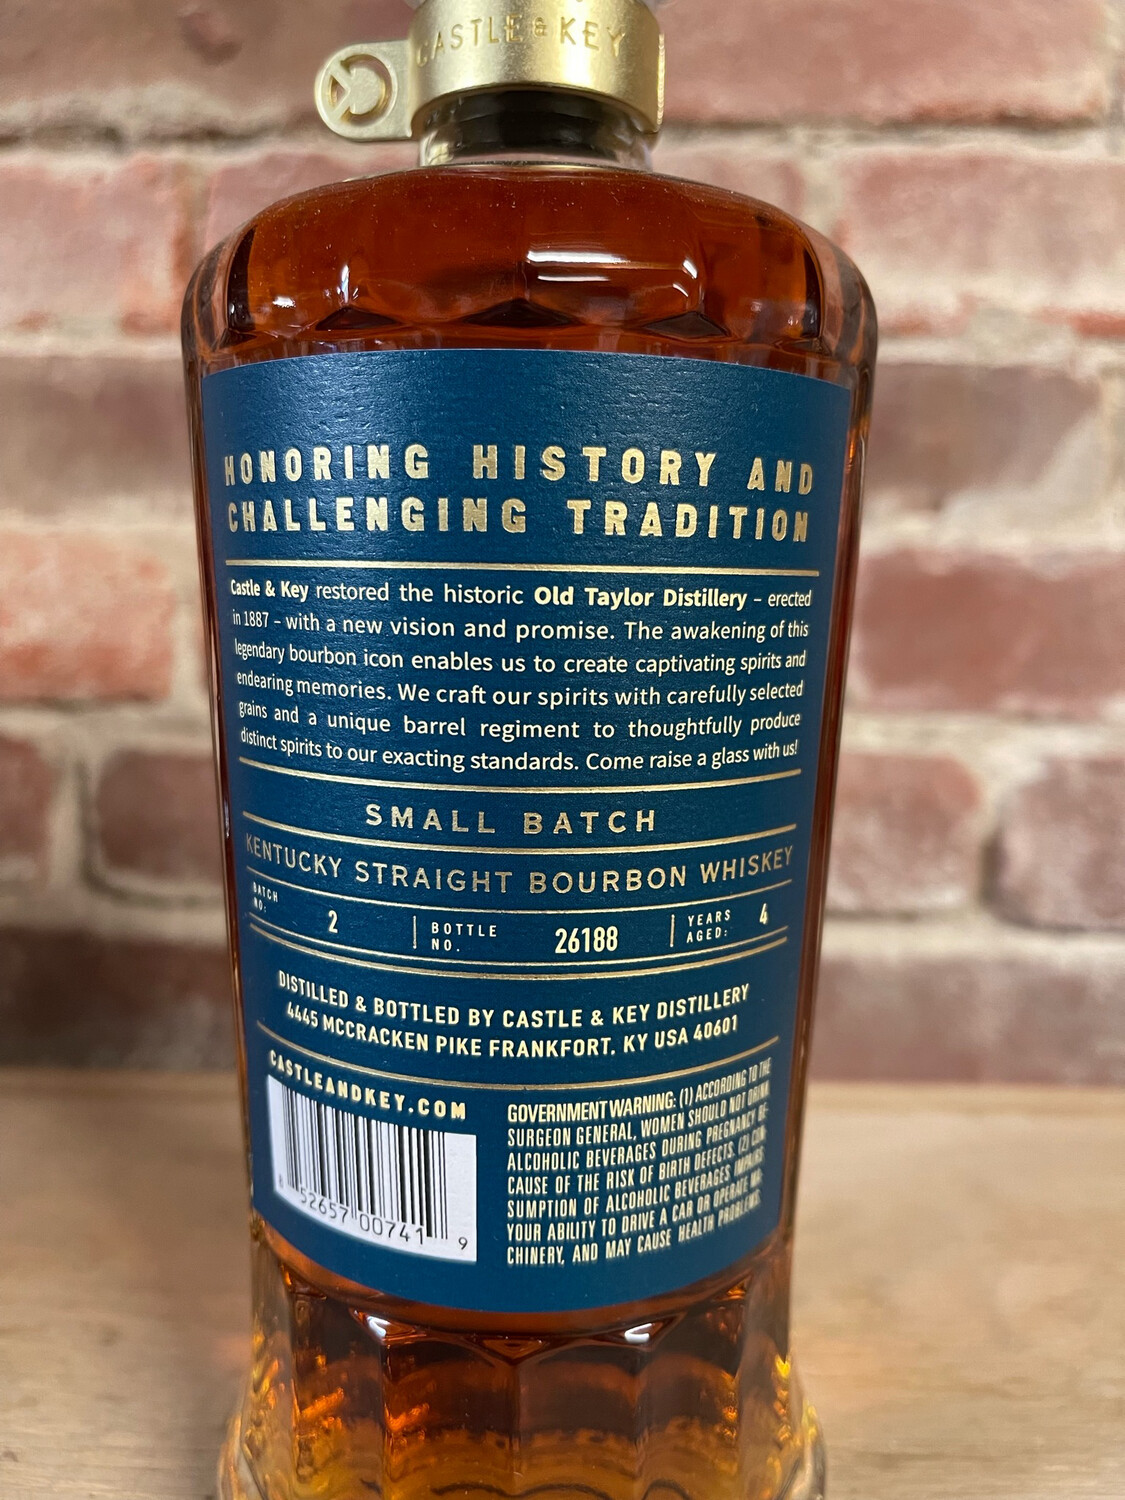 CASTLE & KEY
HONORING HISTORY AND
CHALLENGING TRADITION
Castle & Key restored the historic Old Taylor Distillery – erected
in 1887 – with a new vision and promise. The awakening of this
legendary bourbon icon enables us to create captivating spirits and
endearing memories. We craft our spirits with carefully selected
grains and a unique barrel regiment to thoughtfully produce
distinct spirits to our exacting standards. Come raise a glass with us!
SMALL BATCH
KENTUCKY STRAIGHT BOURBON WHISKEY
BATCH NO: 2 | BOTTLE NO. 26188 | YEARS AGED: 4
DISTILLED & BOTTLED BY CASTLE & KEY DISTILLERY
4445 MCCRACKEN PIKE FRANKFORT. KY USA 40601
CASTLEANDKEY.COM
8 52657 00741 9
GOVERNMENT WARNING: (1) ACCORDING TO THE
SURGEON GENERAL, WOMEN SHOULD NOT DRINK
ALCOHOLIC BEVERAGES DURING PREGNANCY BE-
CAUSE OF THE RISK OF BIRTH DEFECTS. (2) CON-
SUMPTION OF ALCOHOLIC BEVERAGES IMPAIRS
YOUR ABILITY TO DRIVE A CAR OR OPERATE MA-
CHINERY, AND MAY CAUSE HEALTH PROBLEMS.